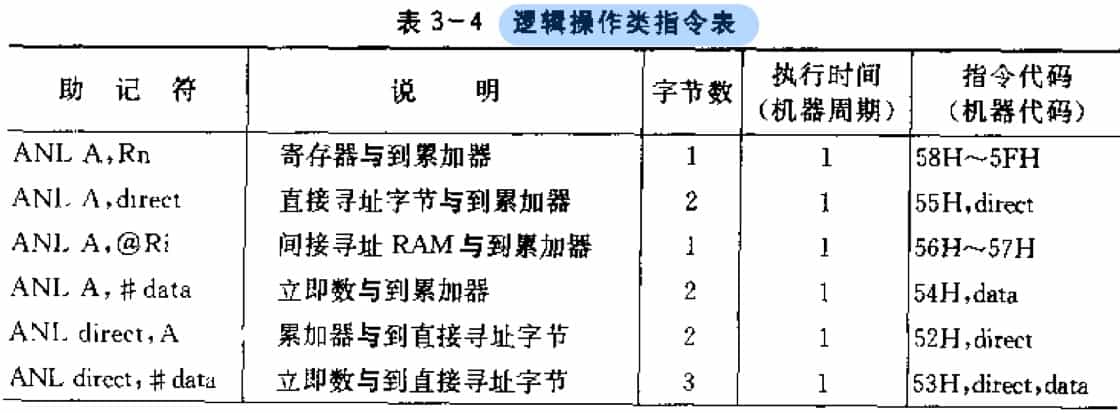 表 3-4 逻辑操作类指令表
助 记 符 说 明 字节数 执行时间(机器周期) 指令代码(机器代码)
ANL A,Rn 寄存器与到累加器 1 1 58H~5FH
ANL A,direct 直接寻址字节与到累加器 2 1 55H,direct
ANL A,@Ri 间接寻址 RAM 与到累加器 1 1 56H~57H
ANL A,#data 立即数与到累加器 2 1 54H,data
ANL direct,A 累加器与到直接寻址字节 2 1 52H,direct
ANL direct,#data 立即数与到直接寻址字节 3 1 53H,direct,data